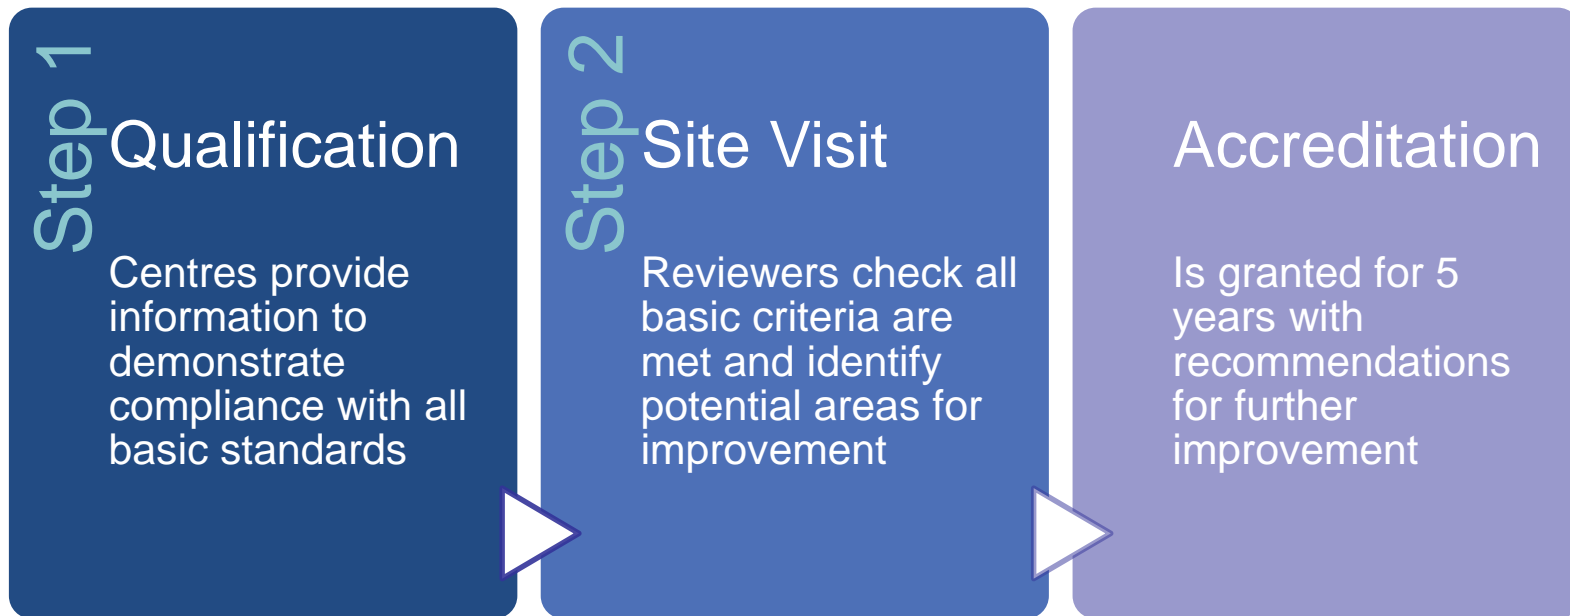 Step 1
Qualification
Centres provide
information to
demonstrate
compliance with all
basic standards
Step 2
Site Visit
Reviewers check all
basic criteria are
met and identify
potential areas for
improvement
Accreditation
Is granted for 5
years with
recommendations
for further
improvement